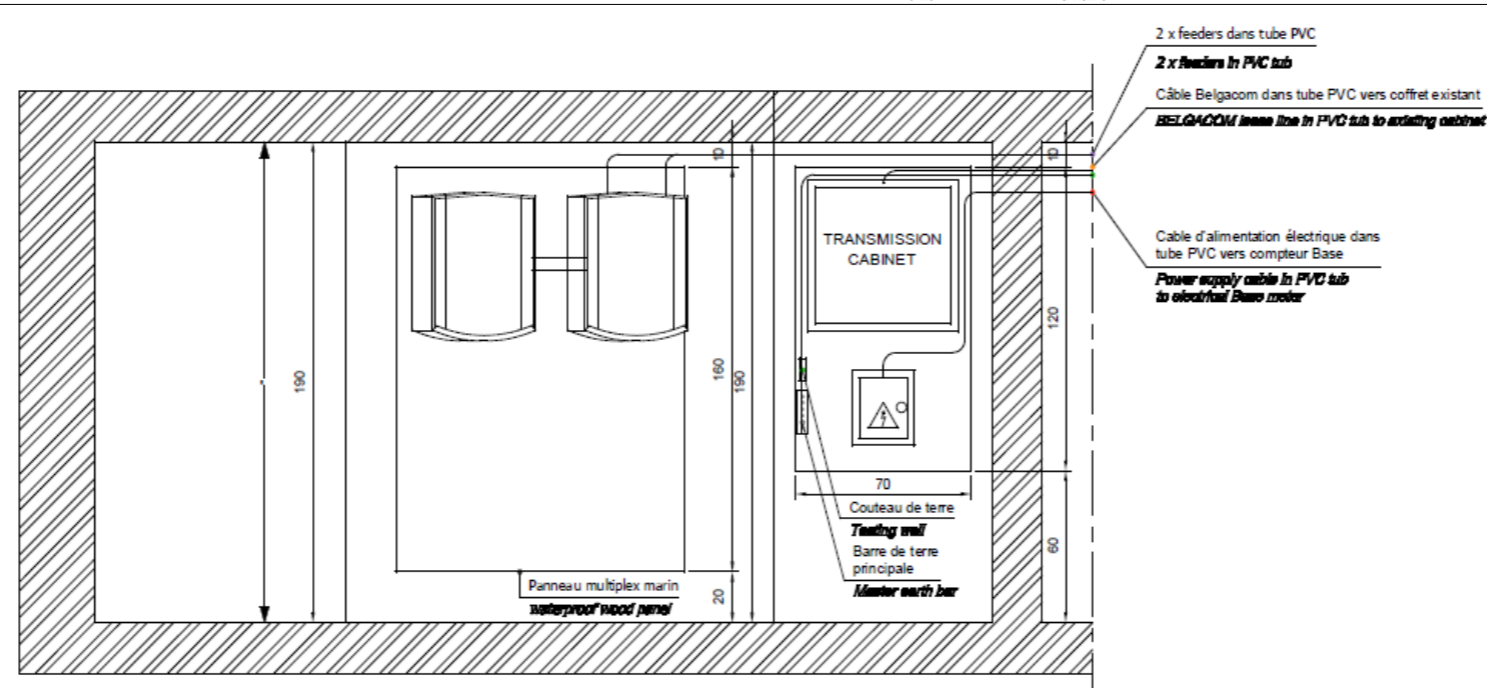 2 x feeders dans tube PVC
2 x feeders in PVC tub
Câble Belgacom dans tube PVC vers coffret existant
BELGACOM lease line in PVC tub to existing cabinet
10
10
TRANSMISSION
CABINET
Cable d'alimentation électrique dans
tube PVC vers compteur Base
Power supply cable in PVC tub
to electrical Base meter
190
160
190
120
70
Couteau de terre
Testing well
Barre de terre
principale
Master earth bar
60
20
Panneau multiplex marin
waterproof wood panel